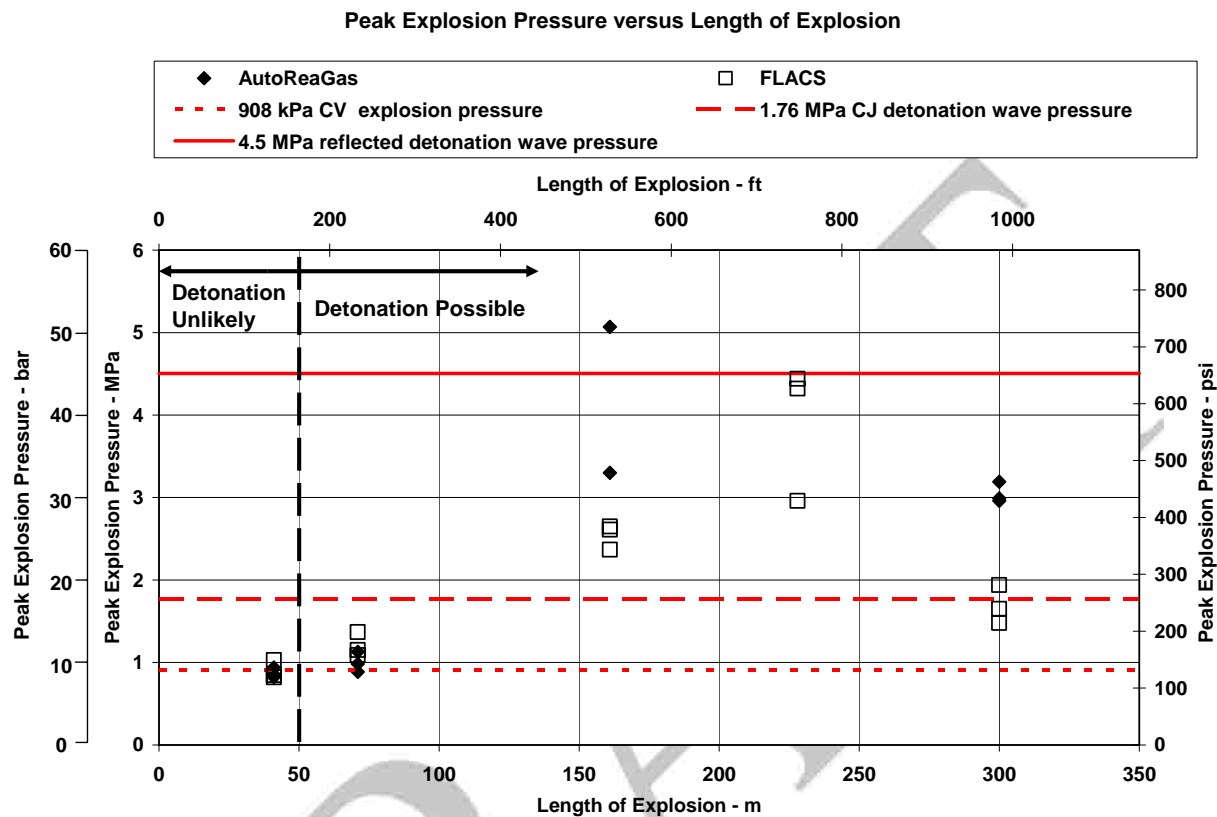 Peak Explosion Pressure versus Length of Explosion
AutoReaGas
FLACS
908 kPa CV explosion pressure
1.76 MPa CJ detonation wave pressure
4.5 MPa reflected detonation wave pressure
Length of Explosion - ft
0 200 400 600 800 1000
Peak Explosion Pressure - bar
60
50
40
30
20
10
0
Peak Explosion Pressure - MPa
6
5
4
3
2
1
0
Detonation
Unlikely
Detonation Possible
800
700
600
500
400
300
200
100
0
Peak Explosion Pressure - psi
0 50 100 150 200 250 300 350
Length of Explosion - m